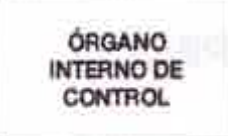 ÓRGANO
INTERNO DE
CONTROL